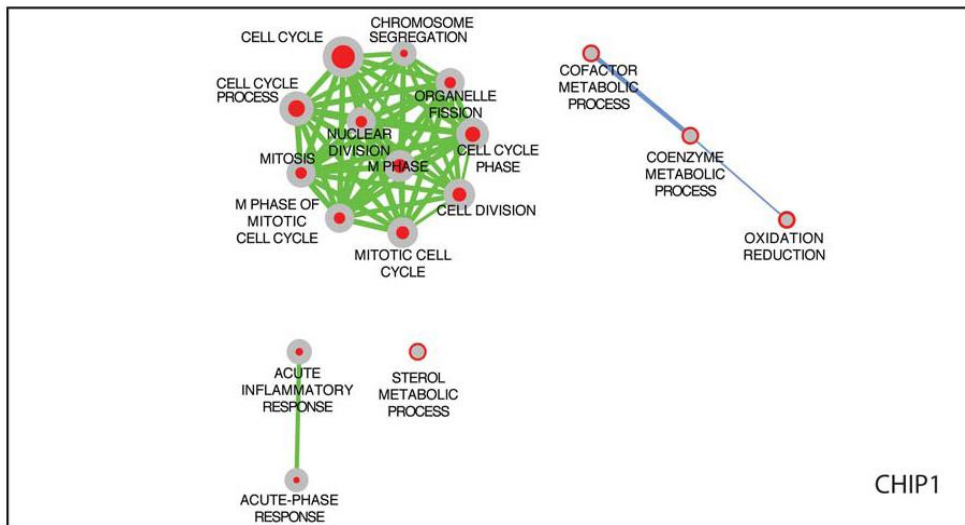 CELL CYCLE
CHROMOSOME
SEGREGATION
CELL CYCLE
PROCESS
ORGANELLE
FISSION
NUCLEAR
DIVISION
CELL CYCLE
PHASE
MITOSIS
M PHASE
M PHASE OF
MITOTIC
CELL CYCLE
CELL DIVISION
MITOTIC CELL
CYCLE
COFACTOR
METABOLIC
PROCESS
COENZYME
METABOLIC
PROCESS
OXIDATION
REDUCTION
ACUTE
INFLAMMATORY
RESPONSE
STEROL
METABOLIC
PROCESS
ACUTE-PHASE
RESPONSE
CHIP1